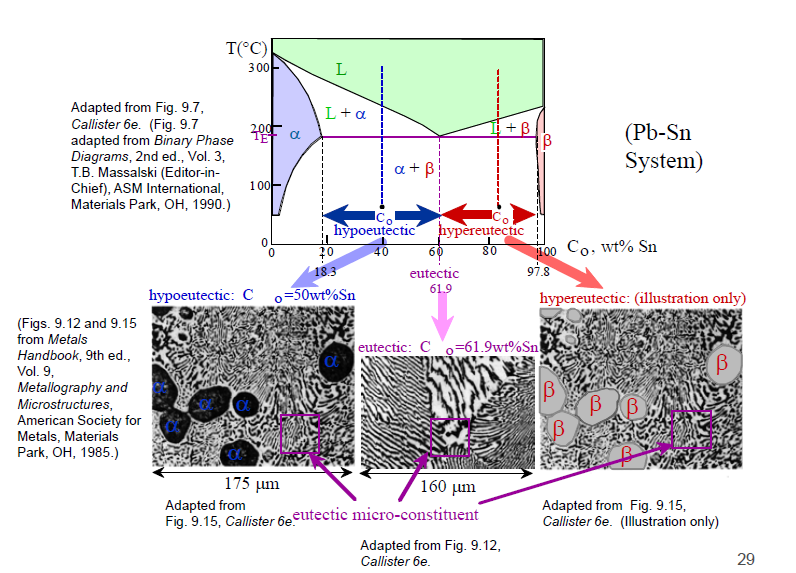 T(°C)
300
L
L + α
200
TE
α
L + β
β
α + β
100
Co
Co
hypoeutectic
hypereutectic
0
0
20
40
60
80
100
Co, wt% Sn
18.3
eutectic
61.9
97.8
(Pb-Sn
System)
Adapted from Fig. 9.7,
Callister 6e. (Fig. 9.7
adapted from Binary Phase
Diagrams, 2nd ed., Vol. 3,
T.B. Massalski (Editor-in-
Chief), ASM International,
Materials Park, OH, 1990.)
hypoeutectic: Co=50wt%Sn
hypereutectic: (illustration only)
eutectic: Co=61.9wt%Sn
(Figs. 9.12 and 9.15
from Metals
Handbook, 9th ed.,
Vol. 9,
Metallography and
Microstructures,
American Society for
Metals, Materials
Park, OH, 1985.)
α
α
α
α
α
α
β
β
β
β
β
β
175 μm
160 μm
Adapted from
Fig. 9.15, Callister 6e.
eutectic micro-constituent
Adapted from Fig. 9.15,
Callister 6e. (Illustration only)
Adapted from Fig. 9.12,
Callister 6e.
29